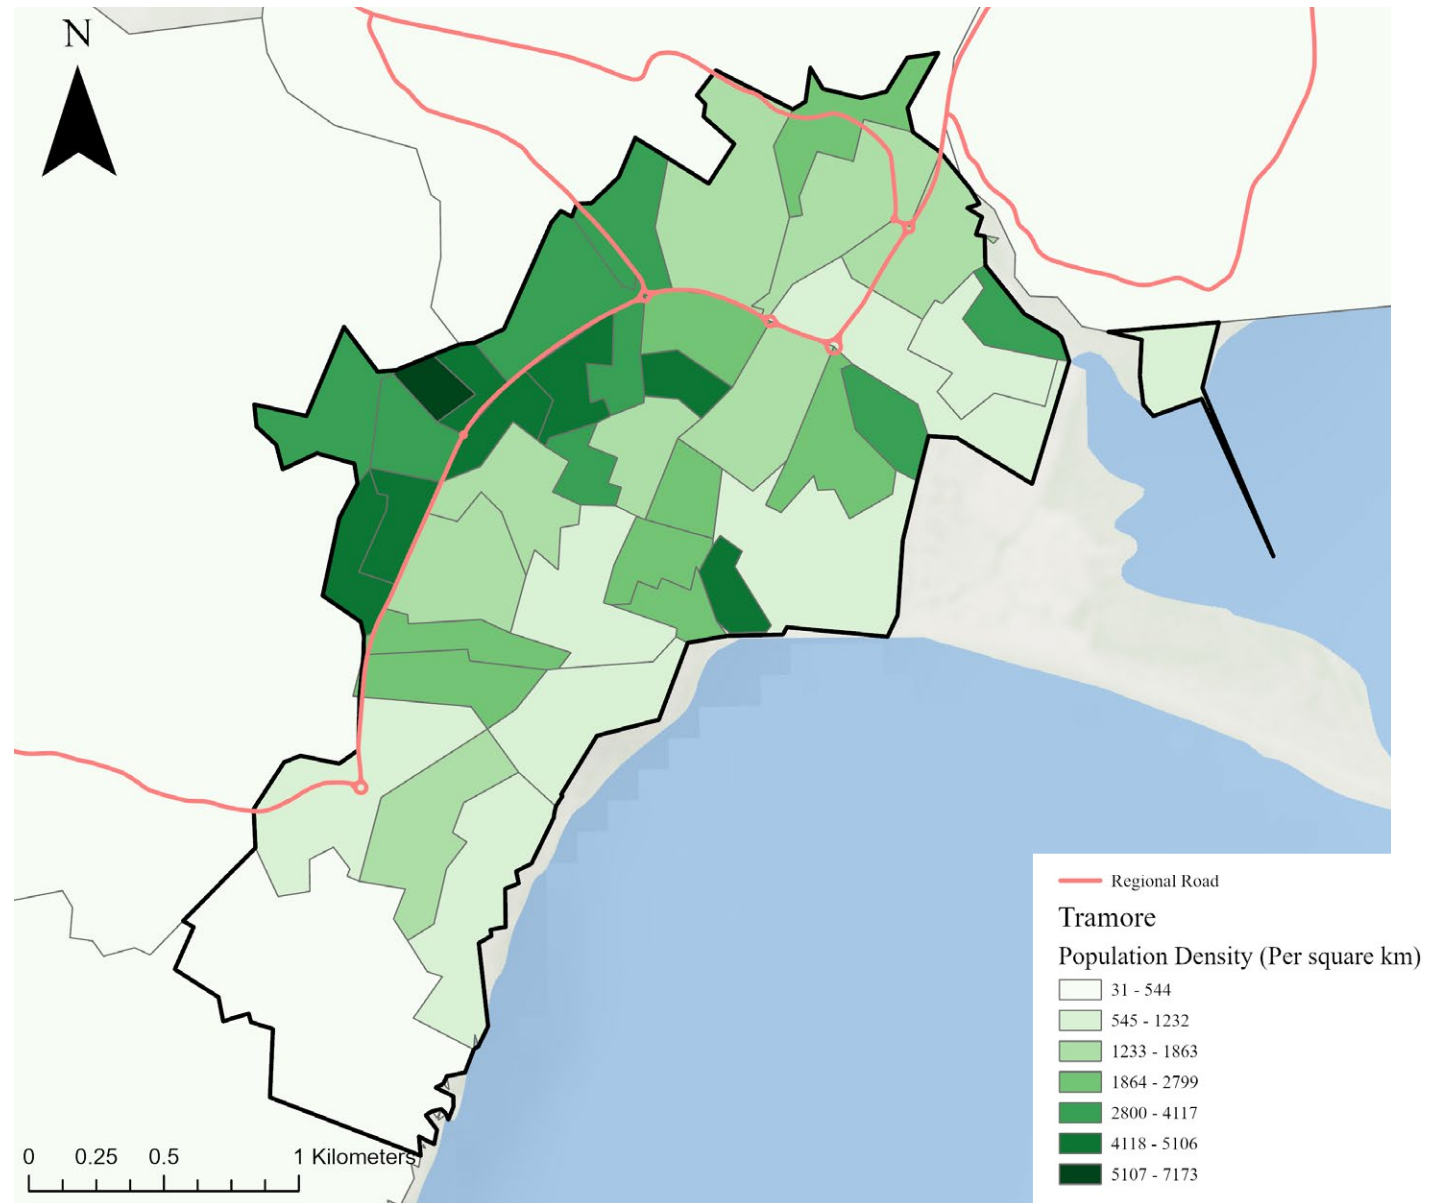 N
Regional Road
Tramore
Population Density (Per square km)
31 - 544
545 - 1232
1233 - 1863
1864 - 2799
2800 - 4117
4118 - 5106
5107 - 7173
0 0.25 0.5 1 Kilometers